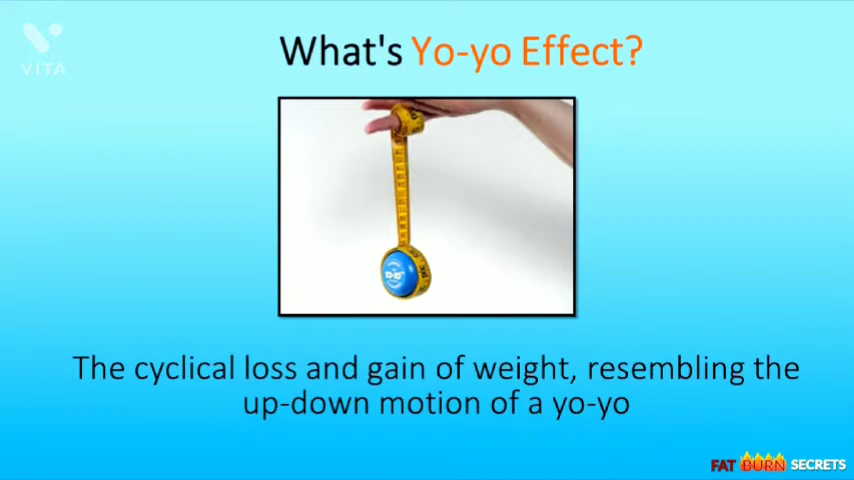 VITA
What's Yo-yo Effect?
The cyclical loss and gain of weight, resembling the
up-down motion of a yo-yo
FAT BURN SECRETS